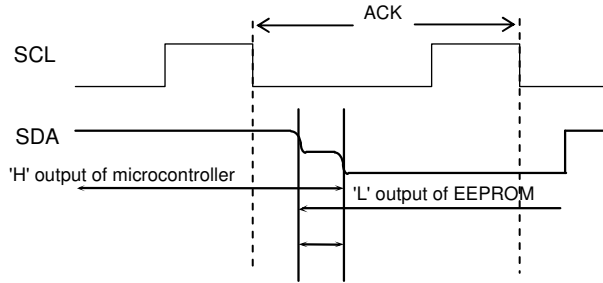 ACK
SCL
SDA
'H' output of microcontroller
'L' output of EEPROM